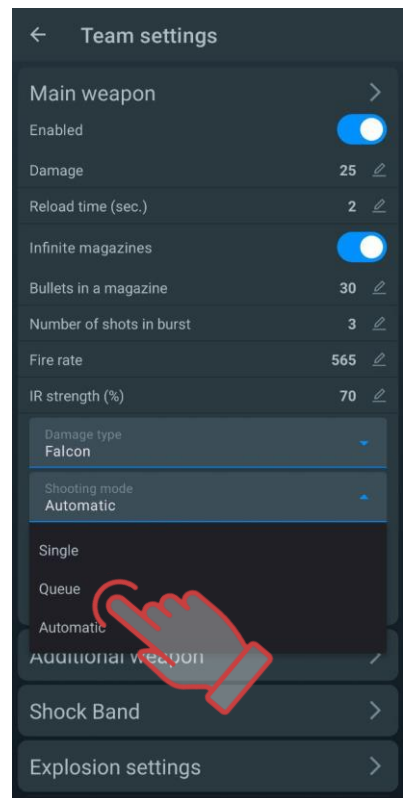 Team settings
Main weapon
Enabled
Damage 25
Reload time (sec.) 2
Infinite magazines
Bullets in a magazine 30
Number of shots in burst 3
Fire rate 565
IR strength (%) 70
Damage type
Falcon
Shooting mode
Automatic
Single
Queue
Automatic
Additional weapon
Shock Band
Explosion settings